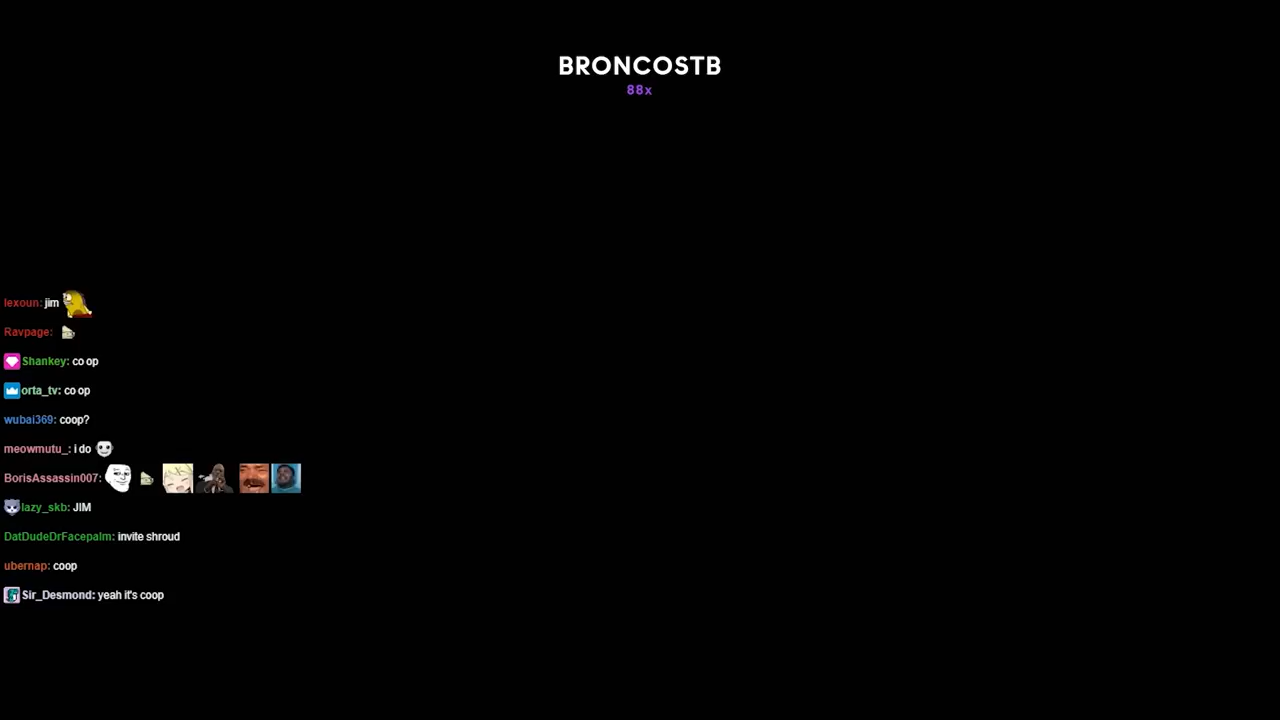 BRONCOSTB
88x
lexoun: jim
Ravpage:
Shankey: co op
orta_tv: co op
wubai369: coop?
meowmutu_: i do
BorisAssassin007:
lazy_skb: JIM
DatDudeDrFacepalm: invite shroud
ubernap: coop
Sir_Desmond: yeah it's coop